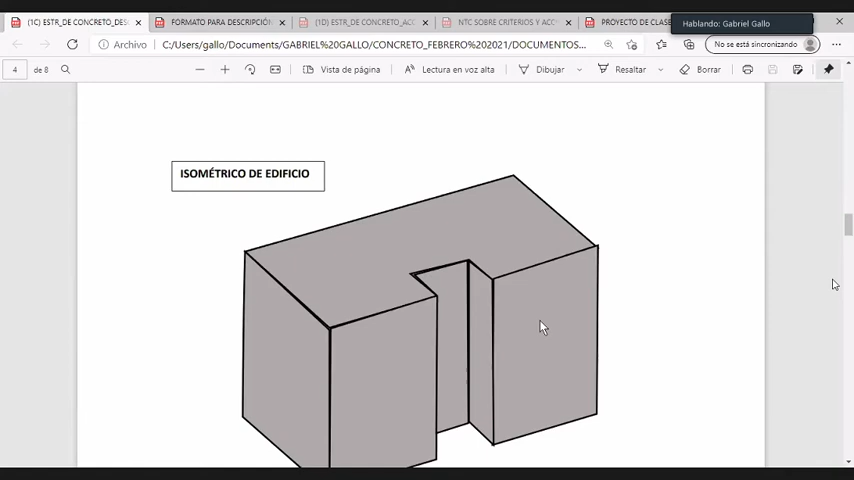 (1C) ESTR_DE CONCRETO_DES
FORMATO PARA DESCRIPCIÓN
(1D) ESTR_DE CONCRETO_ACC
NTC SOBRE CRITERIOS Y ACC
PROYECTO DE CLASE
Hablando: Gabriel Gallo
Archivo
C:/Users/gallo/Documents/GABRIEL%20GALLO/CONCRETO_FEBRERO%202021/DOCUMENTOS...
No se está sincronizando
4 de 8
Vista de página
Lectura en voz alta
Dibujar
Resaltar
Borrar
ISOMÉTRICO DE EDIFICIO